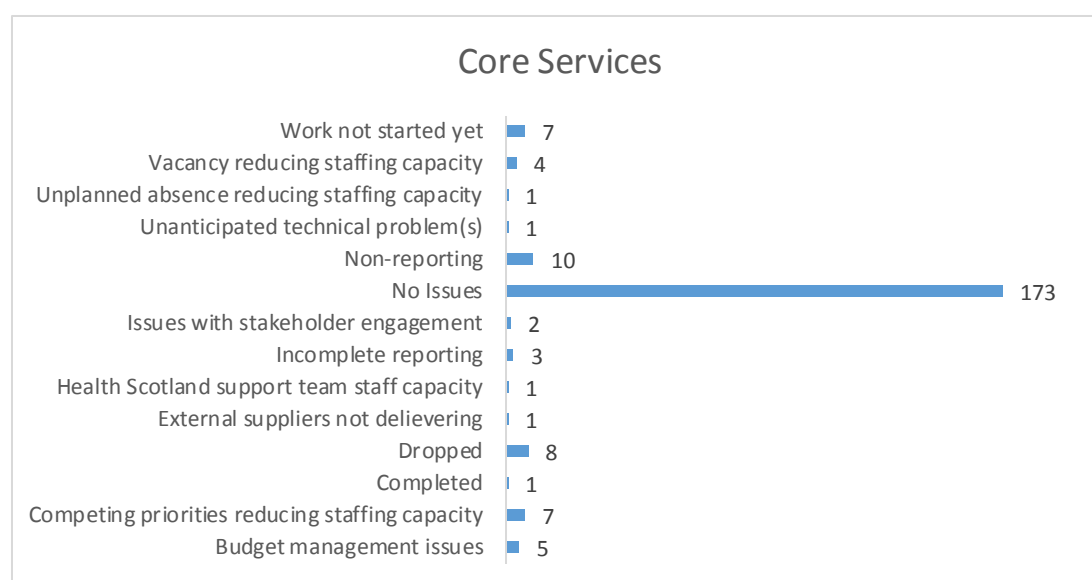 Core Services
Work not started yet 7
Vacancy reducing staffing capacity 4
Unplanned absence reducing staffing capacity 1
Unanticipated technical problem(s) 1
Non-reporting 10
No Issues 173
Issues with stakeholder engagement 2
Incomplete reporting 3
Health Scotland support team staff capacity 1
External suppliers not delievering 1
Dropped 8
Completed 1
Competing priorities reducing staffing capacity 7
Budget management issues 5